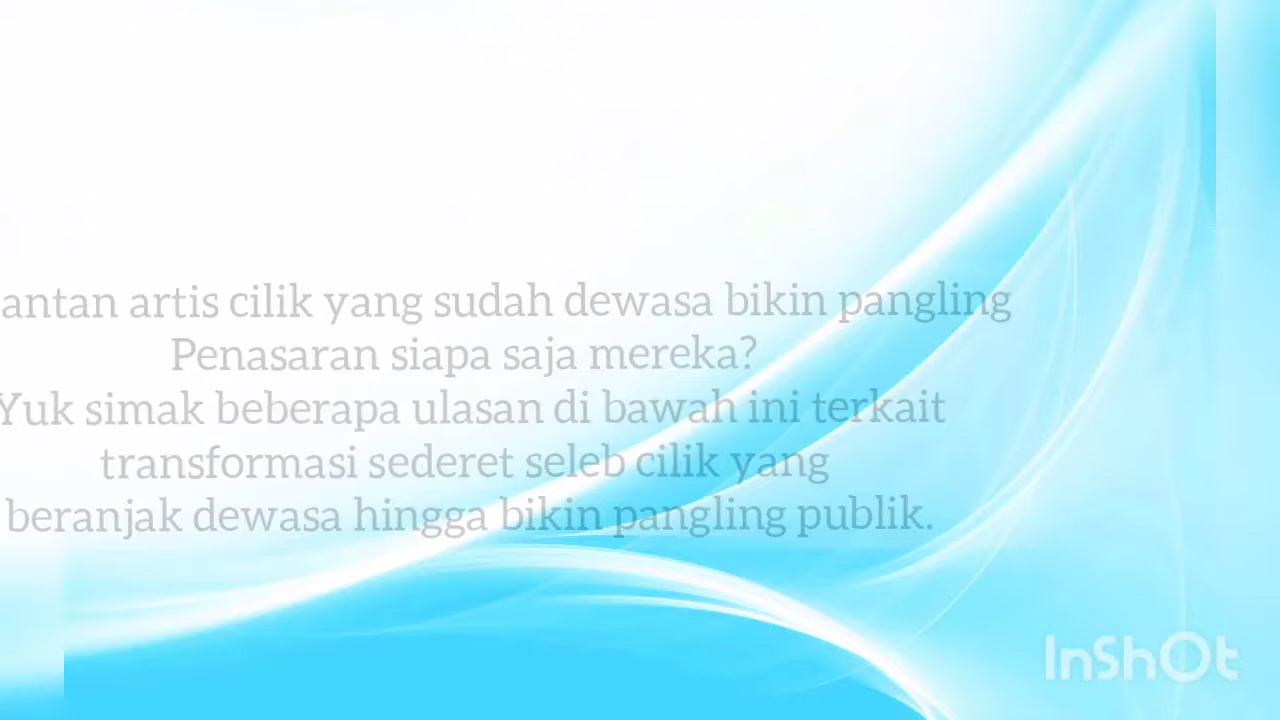 antan artis cilik yang sudah dewasa bikin pangling
Penasaran siapa saja mereka?
Yuk simak beberapa ulasan di bawah ini terkait
transformasi sederet seleb cilik yang
beranjak dewasa hingga bikin pangling publik.
InShOt